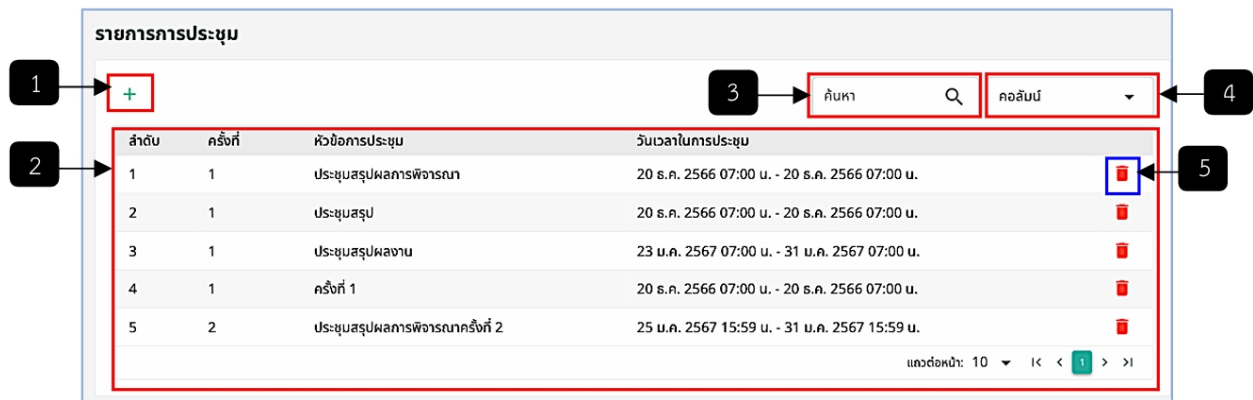 รายการการประชุม
1
+
3
ค้นหา
คอลัมน์
4
2
ลำดับ ครั้งที่ หัวข้อการประชุม วันเวลาในการประชุม
1 1 ประชุมสรุปผลการพิจารณา 20 ธ.ค. 2566 07:00 น. - 20 ธ.ค. 2566 07:00 น.
5
2 1 ประชุมสรุป 20 ธ.ค. 2566 07:00 น. - 20 ธ.ค. 2566 07:00 น.
3 1 ประชุมสรุปผลงาน 23 ม.ค. 2567 07:00 น. - 31 ม.ค. 2567 07:00 น.
4 1 ครั้งที่ 1 20 ธ.ค. 2566 07:00 น. - 20 ธ.ค. 2566 07:00 น.
5 2 ประชุมสรุปผลการพิจารณาครั้งที่ 2 25 ม.ค. 2567 15:59 น. - 31 ม.ค. 2567 15:59 น.
แถวต่อหน้า: 10 |< < 1 > >|